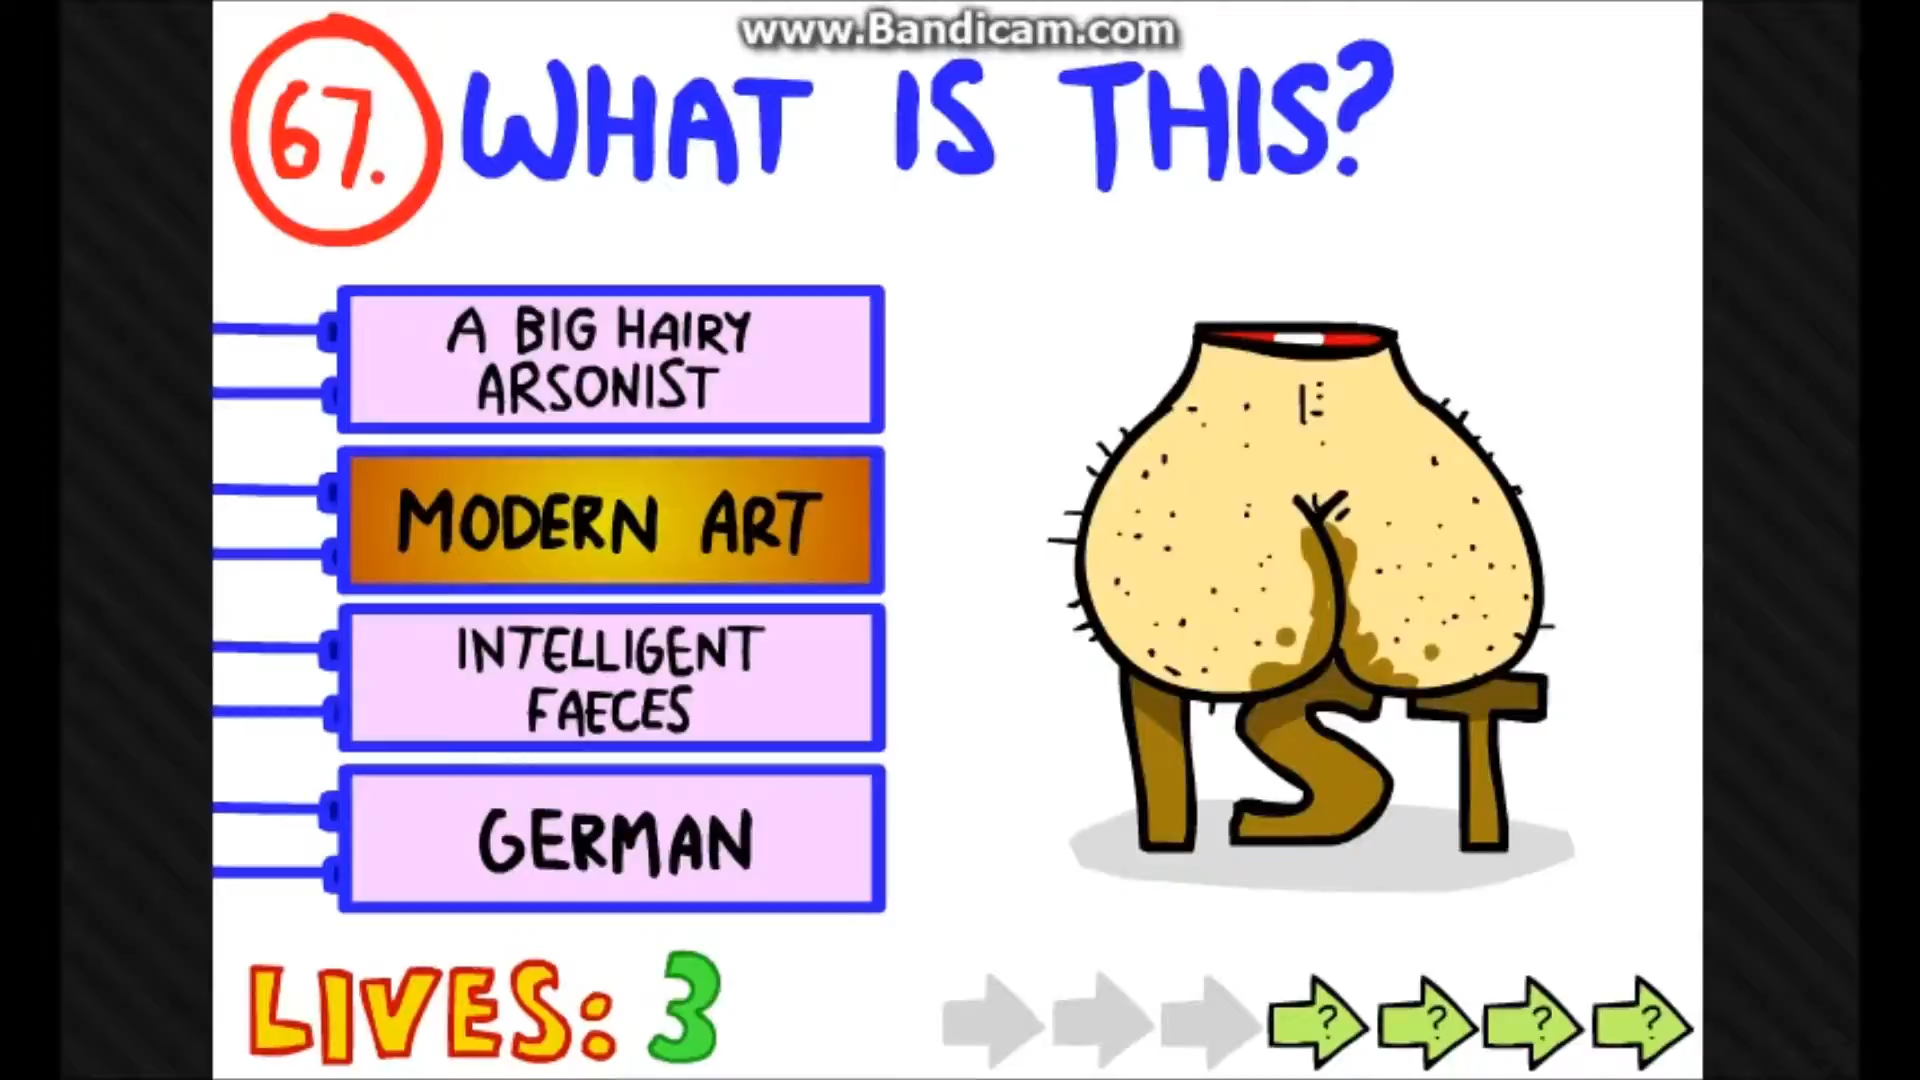 www.Bandicam.com
67. WHAT IS THIS?
A BIG HAIRY
ARSONIST
MODERN ART
INTELLIGENT
FAECES
GERMAN
IST
LIVES: 3
? ? ? ?